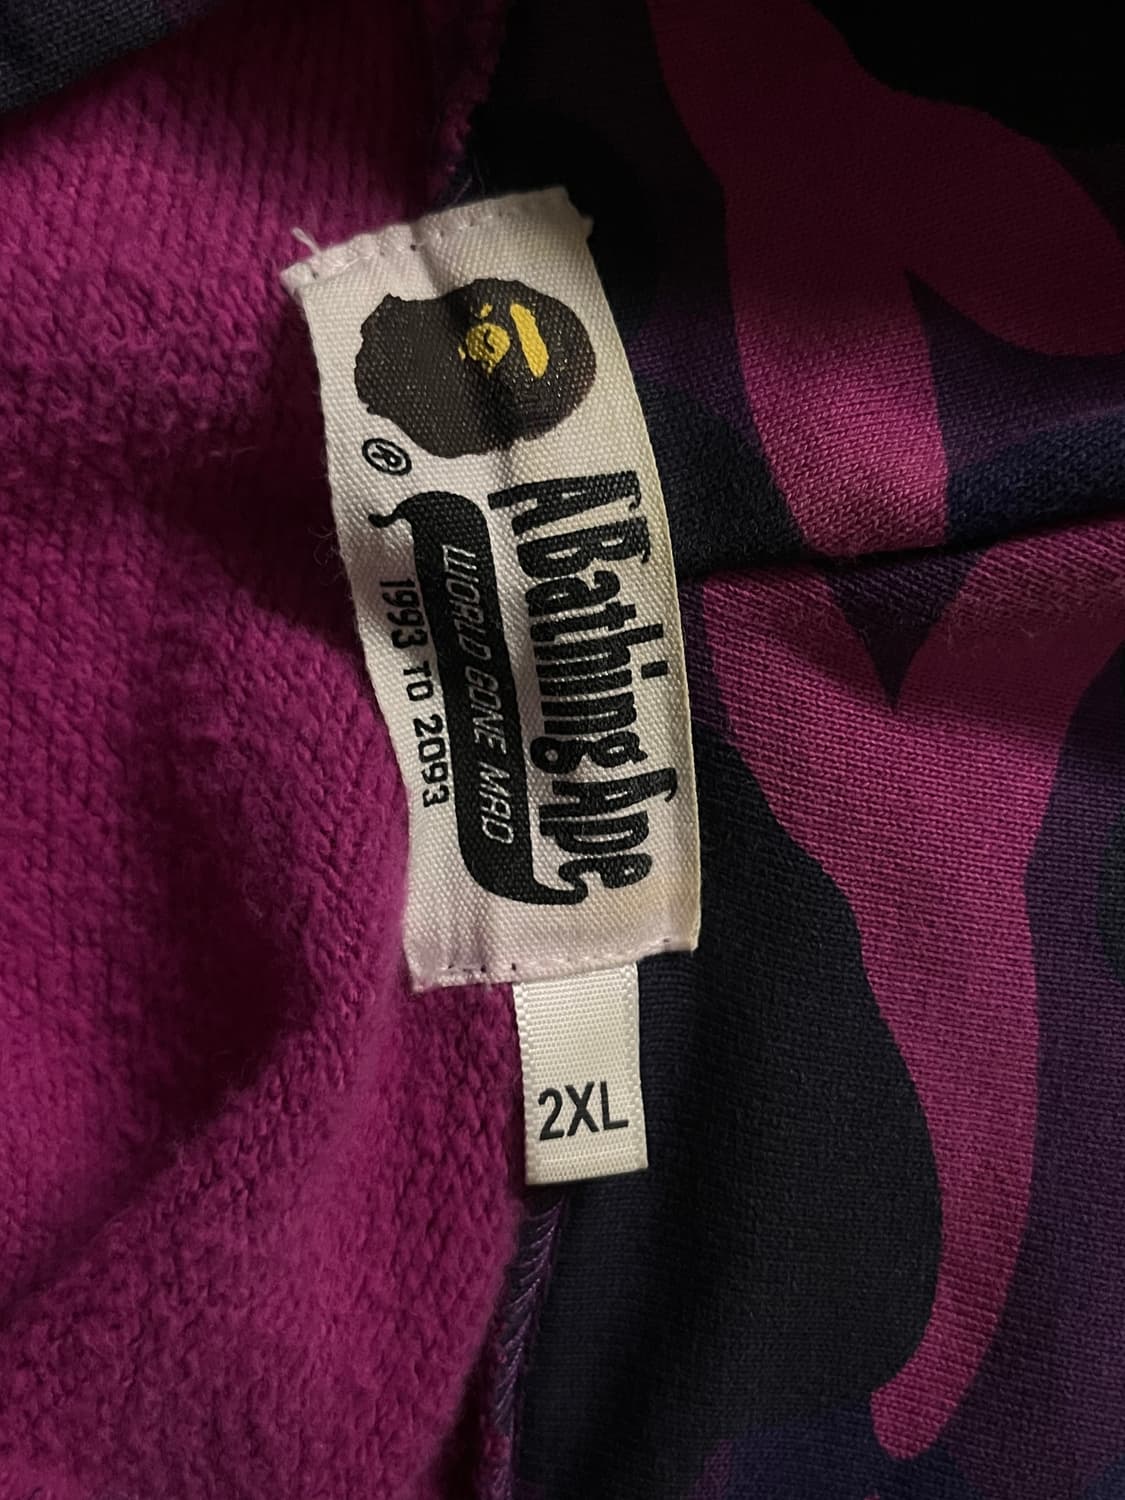 A Bathing Ape
WORLD GONE MAD
1993 TO 2093
®
2XL